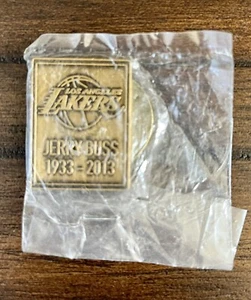 LOS ANGELES
LAKERS
JERRY BUSS
1933 - 2013